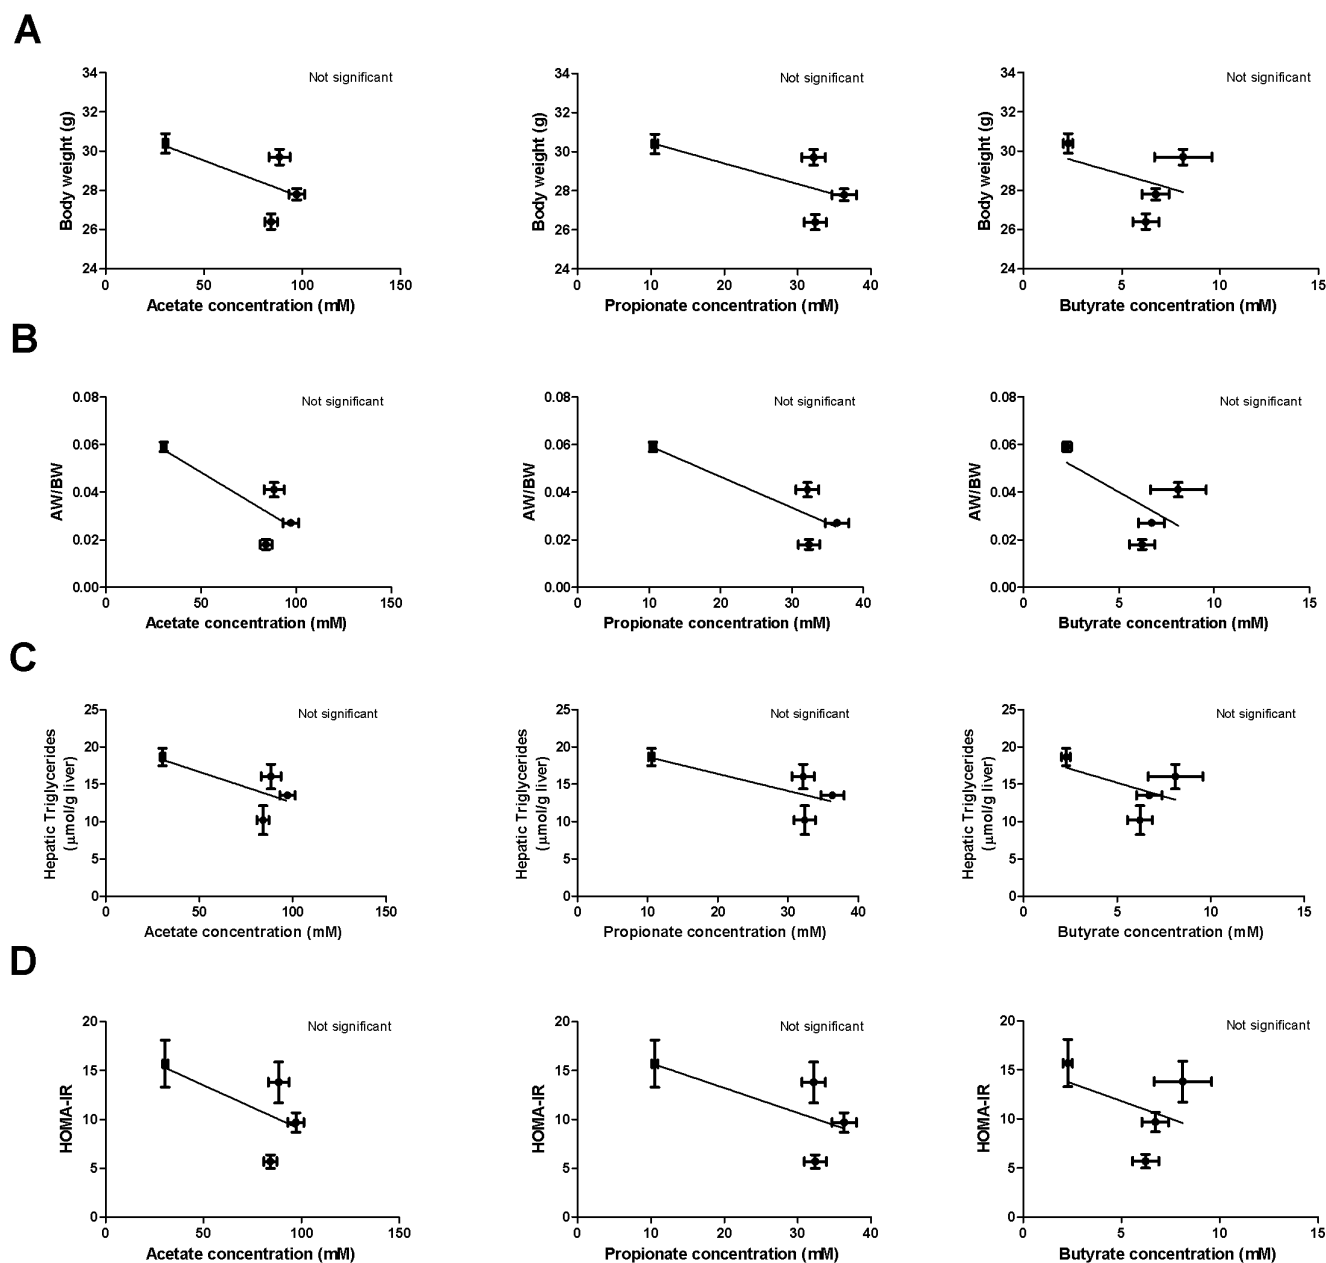 A
Not significant
Not significant
Not significant
Body weight (g)
34
32
30
28
26
24
0
50
100
150
Acetate concentration (mM)
Body weight (g)
34
32
30
28
26
24
0
10
20
30
40
Propionate concentration (mM)
Body weight (g)
34
32
30
28
26
24
0
5
10
15
Butyrate concentration (mM)
B
Not significant
Not significant
Not significant
AW/BW
0.08
0.06
0.04
0.02
0.00
0
50
100
150
Acetate concentration (mM)
AW/BW
0.08
0.06
0.04
0.02
0.00
0
10
20
30
40
Propionate concentration (mM)
AW/BW
0.08
0.06
0.04
0.02
0.00
0
5
10
15
Butyrate concentration (mM)
C
Not significant
Not significant
Not significant
Hepatic Triglycerides
(μmol/g liver)
25
20
15
10
5
0
0
50
100
150
Acetate concentration (mM)
Hepatic Triglycerides
(μmol/g liver)
25
20
15
10
5
0
0
10
20
30
40
Propionate concentration (mM)
Hepatic Triglycerides
(μmol/g liver)
25
20
15
10
5
0
0
5
10
15
Butyrate concentration (mM)
D
Not significant
Not significant
Not significant
HOMA-IR
20
15
10
5
0
0
50
100
150
Acetate concentration (mM)
HOMA-IR
20
15
10
5
0
0
10
20
30
40
Propionate concentration (mM)
HOMA-IR
20
15
10
5
0
0
5
10
15
Butyrate concentration (mM)